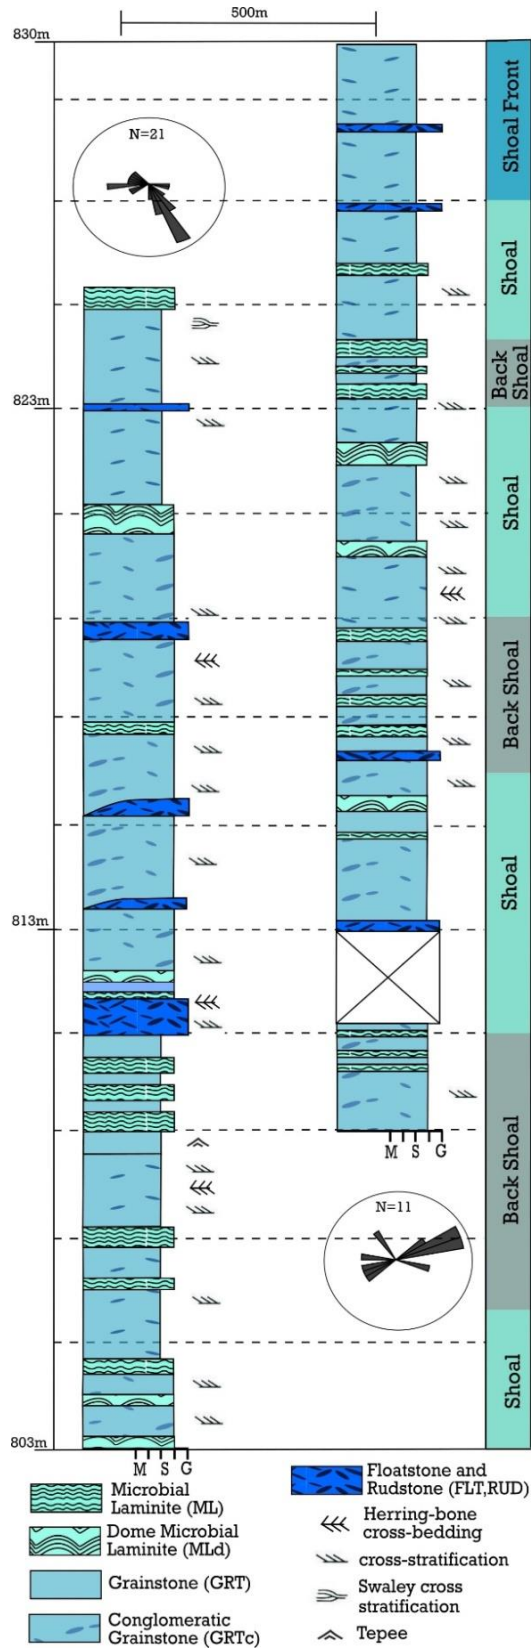 500m
830m
N=21
Shoal Front
Shoal
Back
Shoal
823m
Shoal
Back Shoal
Shoal
813m
M S G
Back Shoal
N=11
Shoal
803m
M S G
Microbial
Laminite (ML)
Dome Microbial
Laminite (MLd)
Grainstone (GRT)
Conglomeratic
Grainstone (GRTc)
Floatstone and
Rudstone (FLT,RUD)
Herring-bone
cross-bedding
cross-stratification
Swaley cross
stratification
Tepee